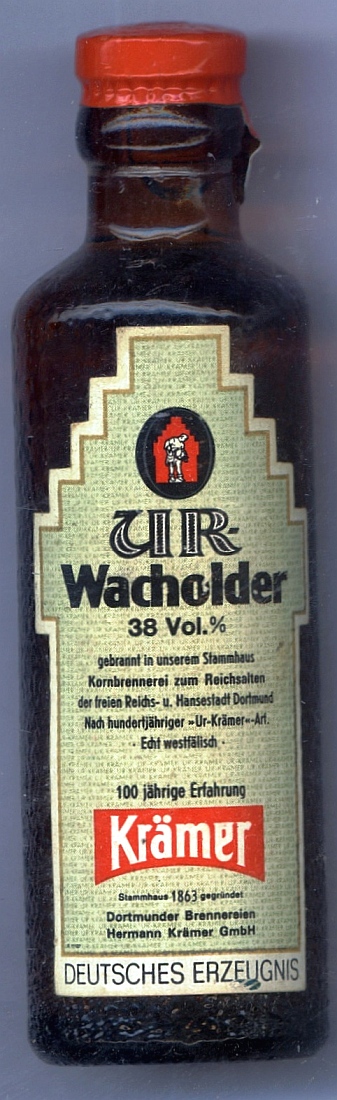 UR-
Wacholder
38 Vol.%
gebrannt in unserem Stammhaus
Kornbrennerei zum Reichsalten
der freien Reichs- u. Hansestadt Dortmund
Nach hundertjähriger »Ur-Krämer«-Art.
· Echt westfälisch ·
100 jährige Erfahrung
Krämer
Stammhaus 1863 gegründet
Dortmunder Brennereien
Hermann Krämer GmbH
DEUTSCHES ERZEUGNIS